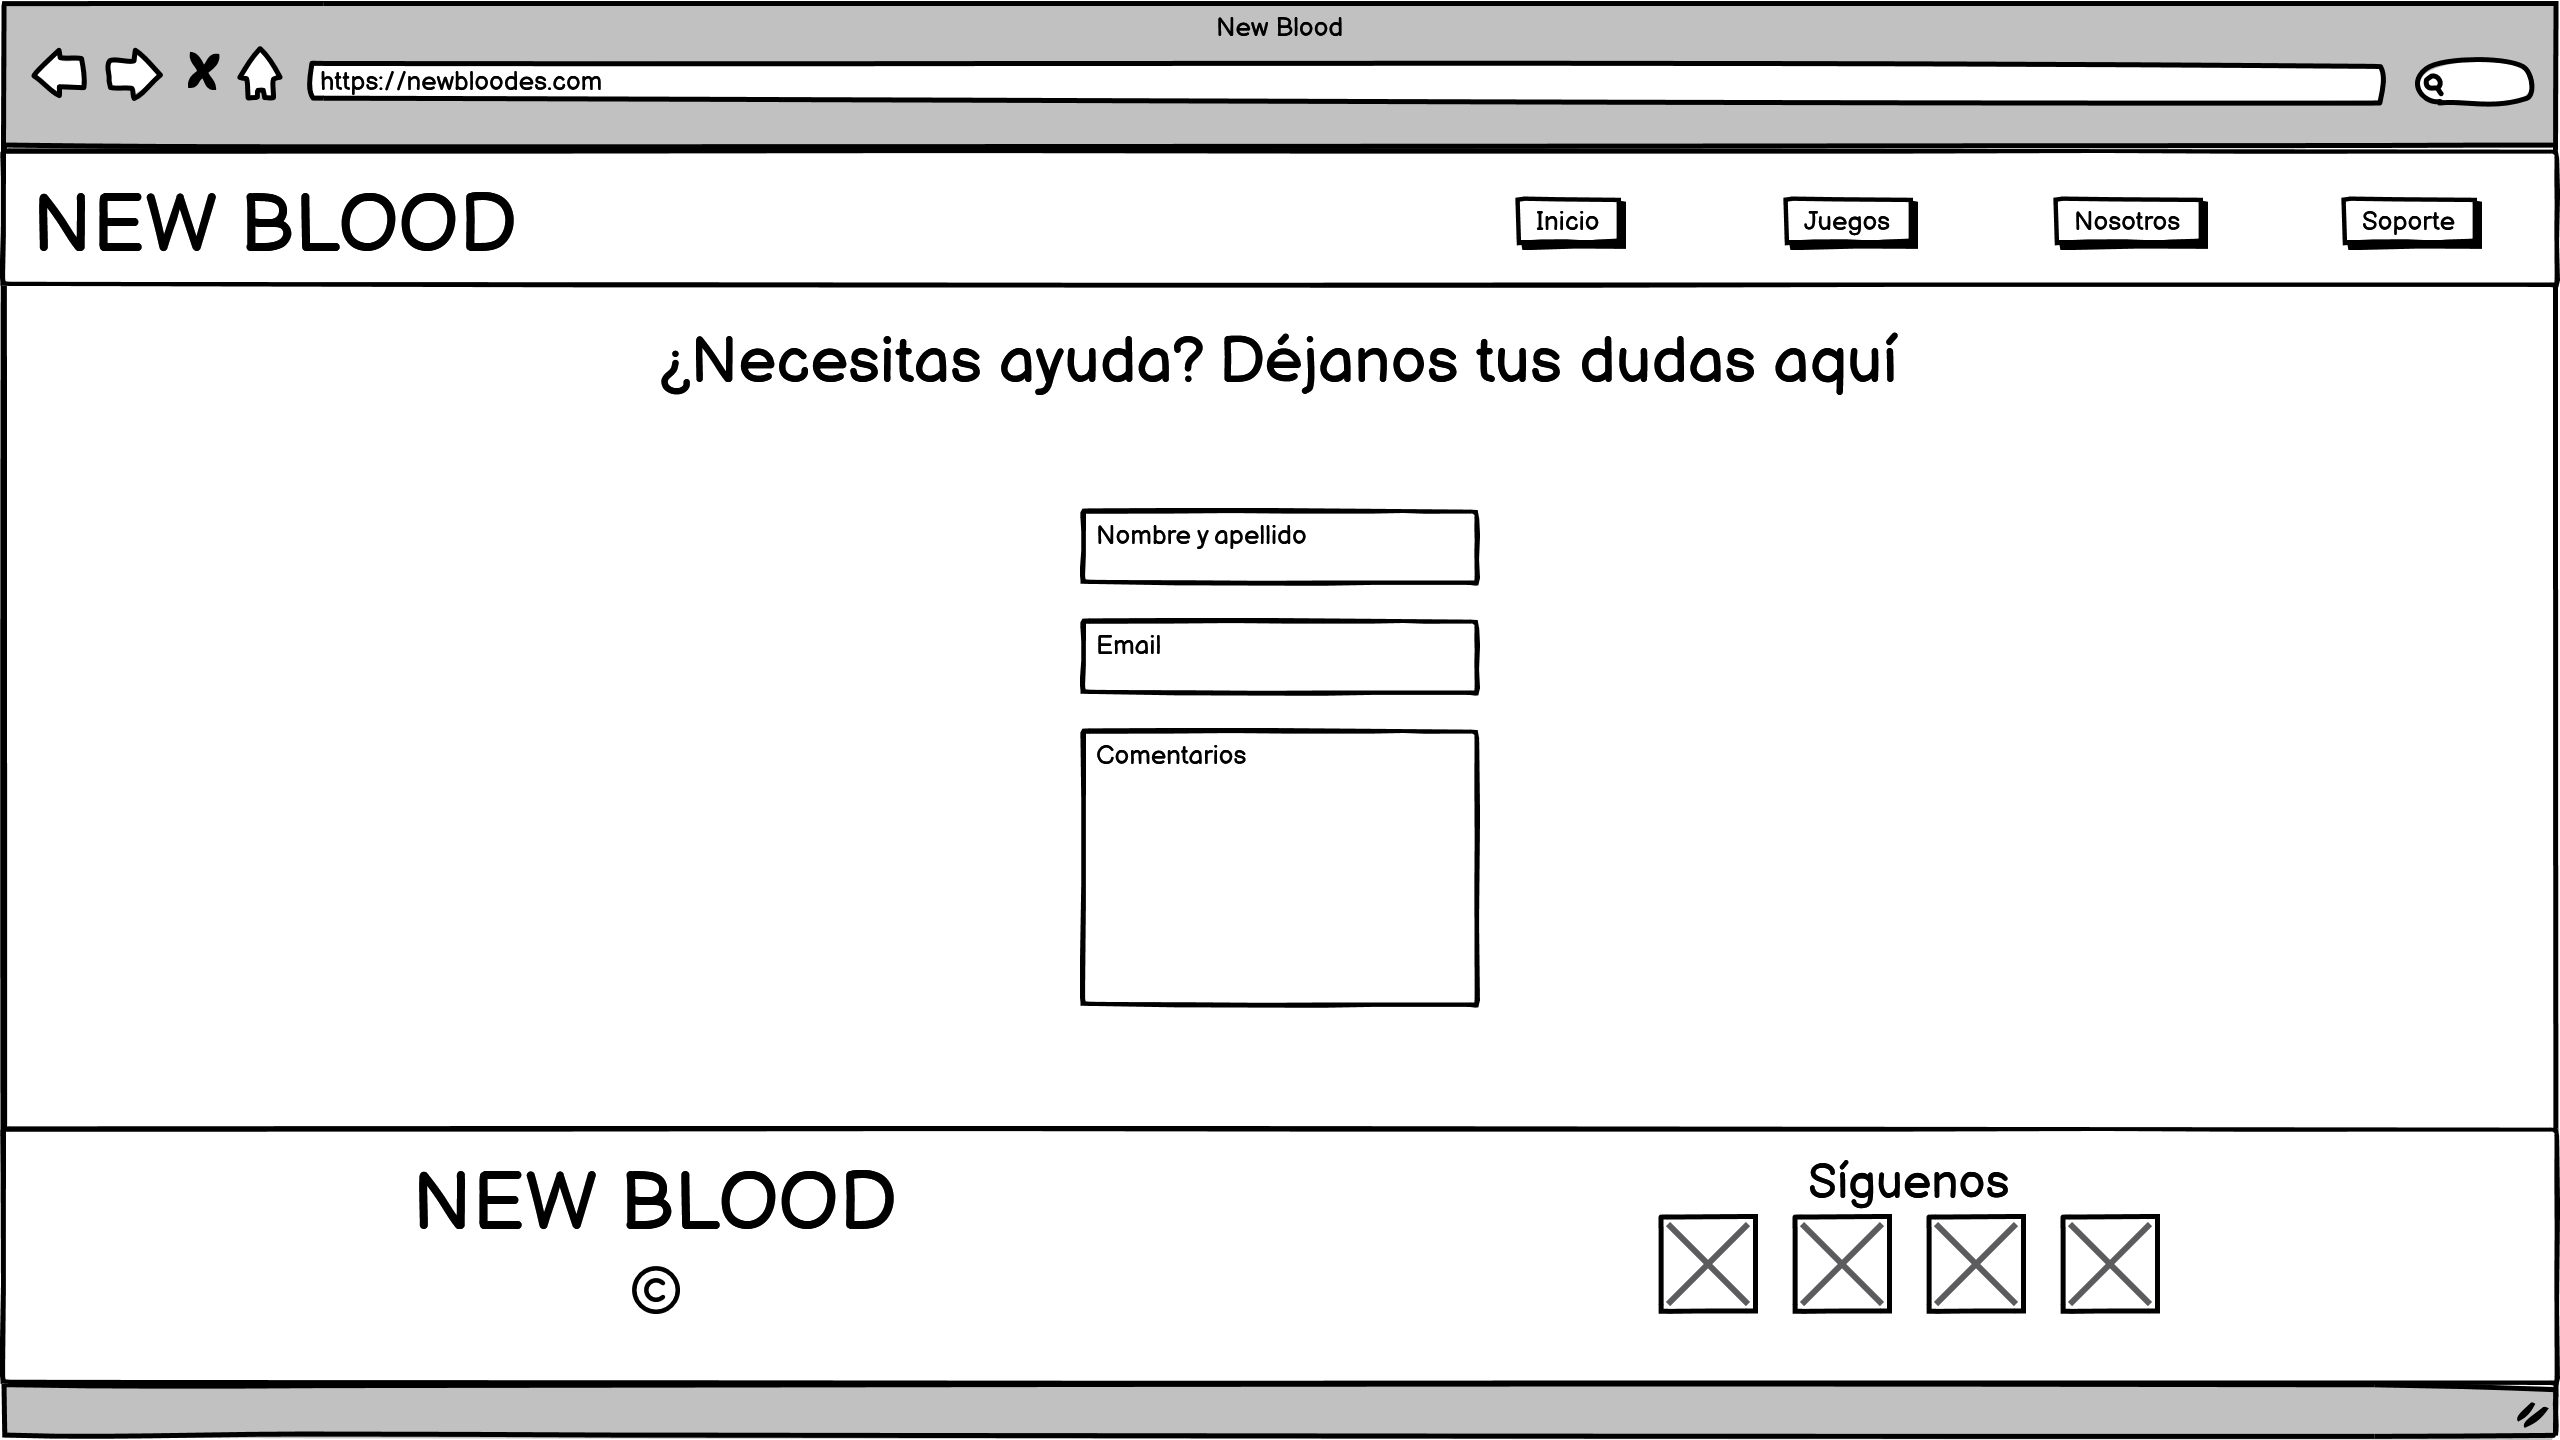 New Blood
https://newbloodes.com
NEW BLOOD
Inicio
Juegos
Nosotros
Soporte
¿Necesitas ayuda? Déjanos tus dudas aquí
Nombre y apellido
Email
Comentarios
NEW BLOOD
©
Síguenos